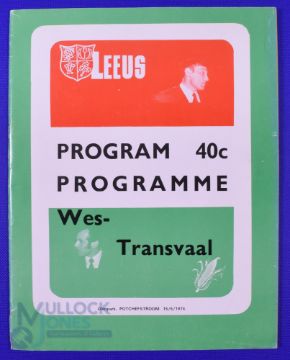 LEEUS
PROGRAM 40c
PROGRAMME
Wes-
Transvaal
POTCHEFSTROOM
MULLOCK
JONES